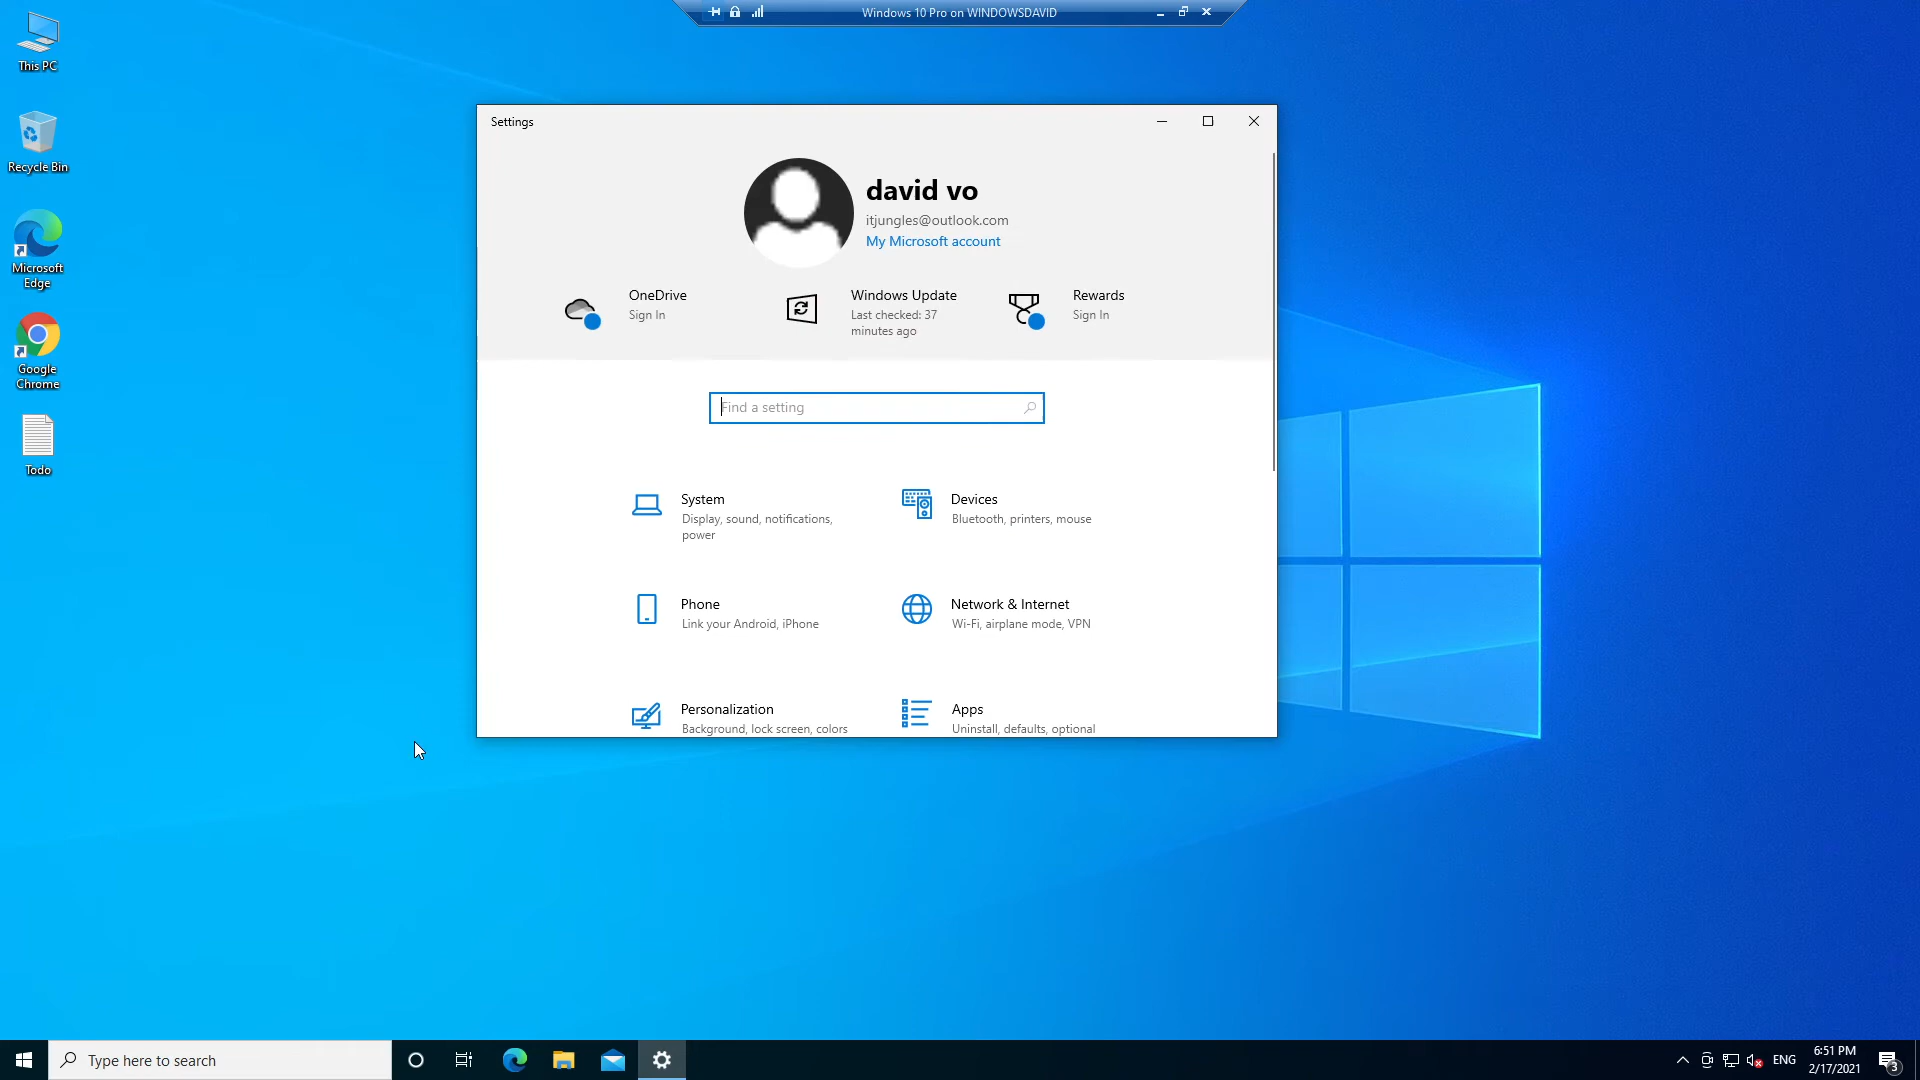 Windows 10 Pro on WINDOWSDAVID
This PC
Recycle Bin
Microsoft
Edge
Google
Chrome
Todo
Settings
david vo
itjungles@outlook.com
My Microsoft account
OneDrive
Sign In
Windows Update
Last checked: 37
minutes ago
Rewards
Sign In
Find a setting
System
Display, sound, notifications,
power
Devices
Bluetooth, printers, mouse
Phone
Link your Android, iPhone
Network & Internet
Wi-Fi, airplane mode, VPN
Personalization
Background, lock screen, colors
Apps
Uninstall, defaults, optional
Type here to search
ENG
6:51 PM
2/17/2021
3